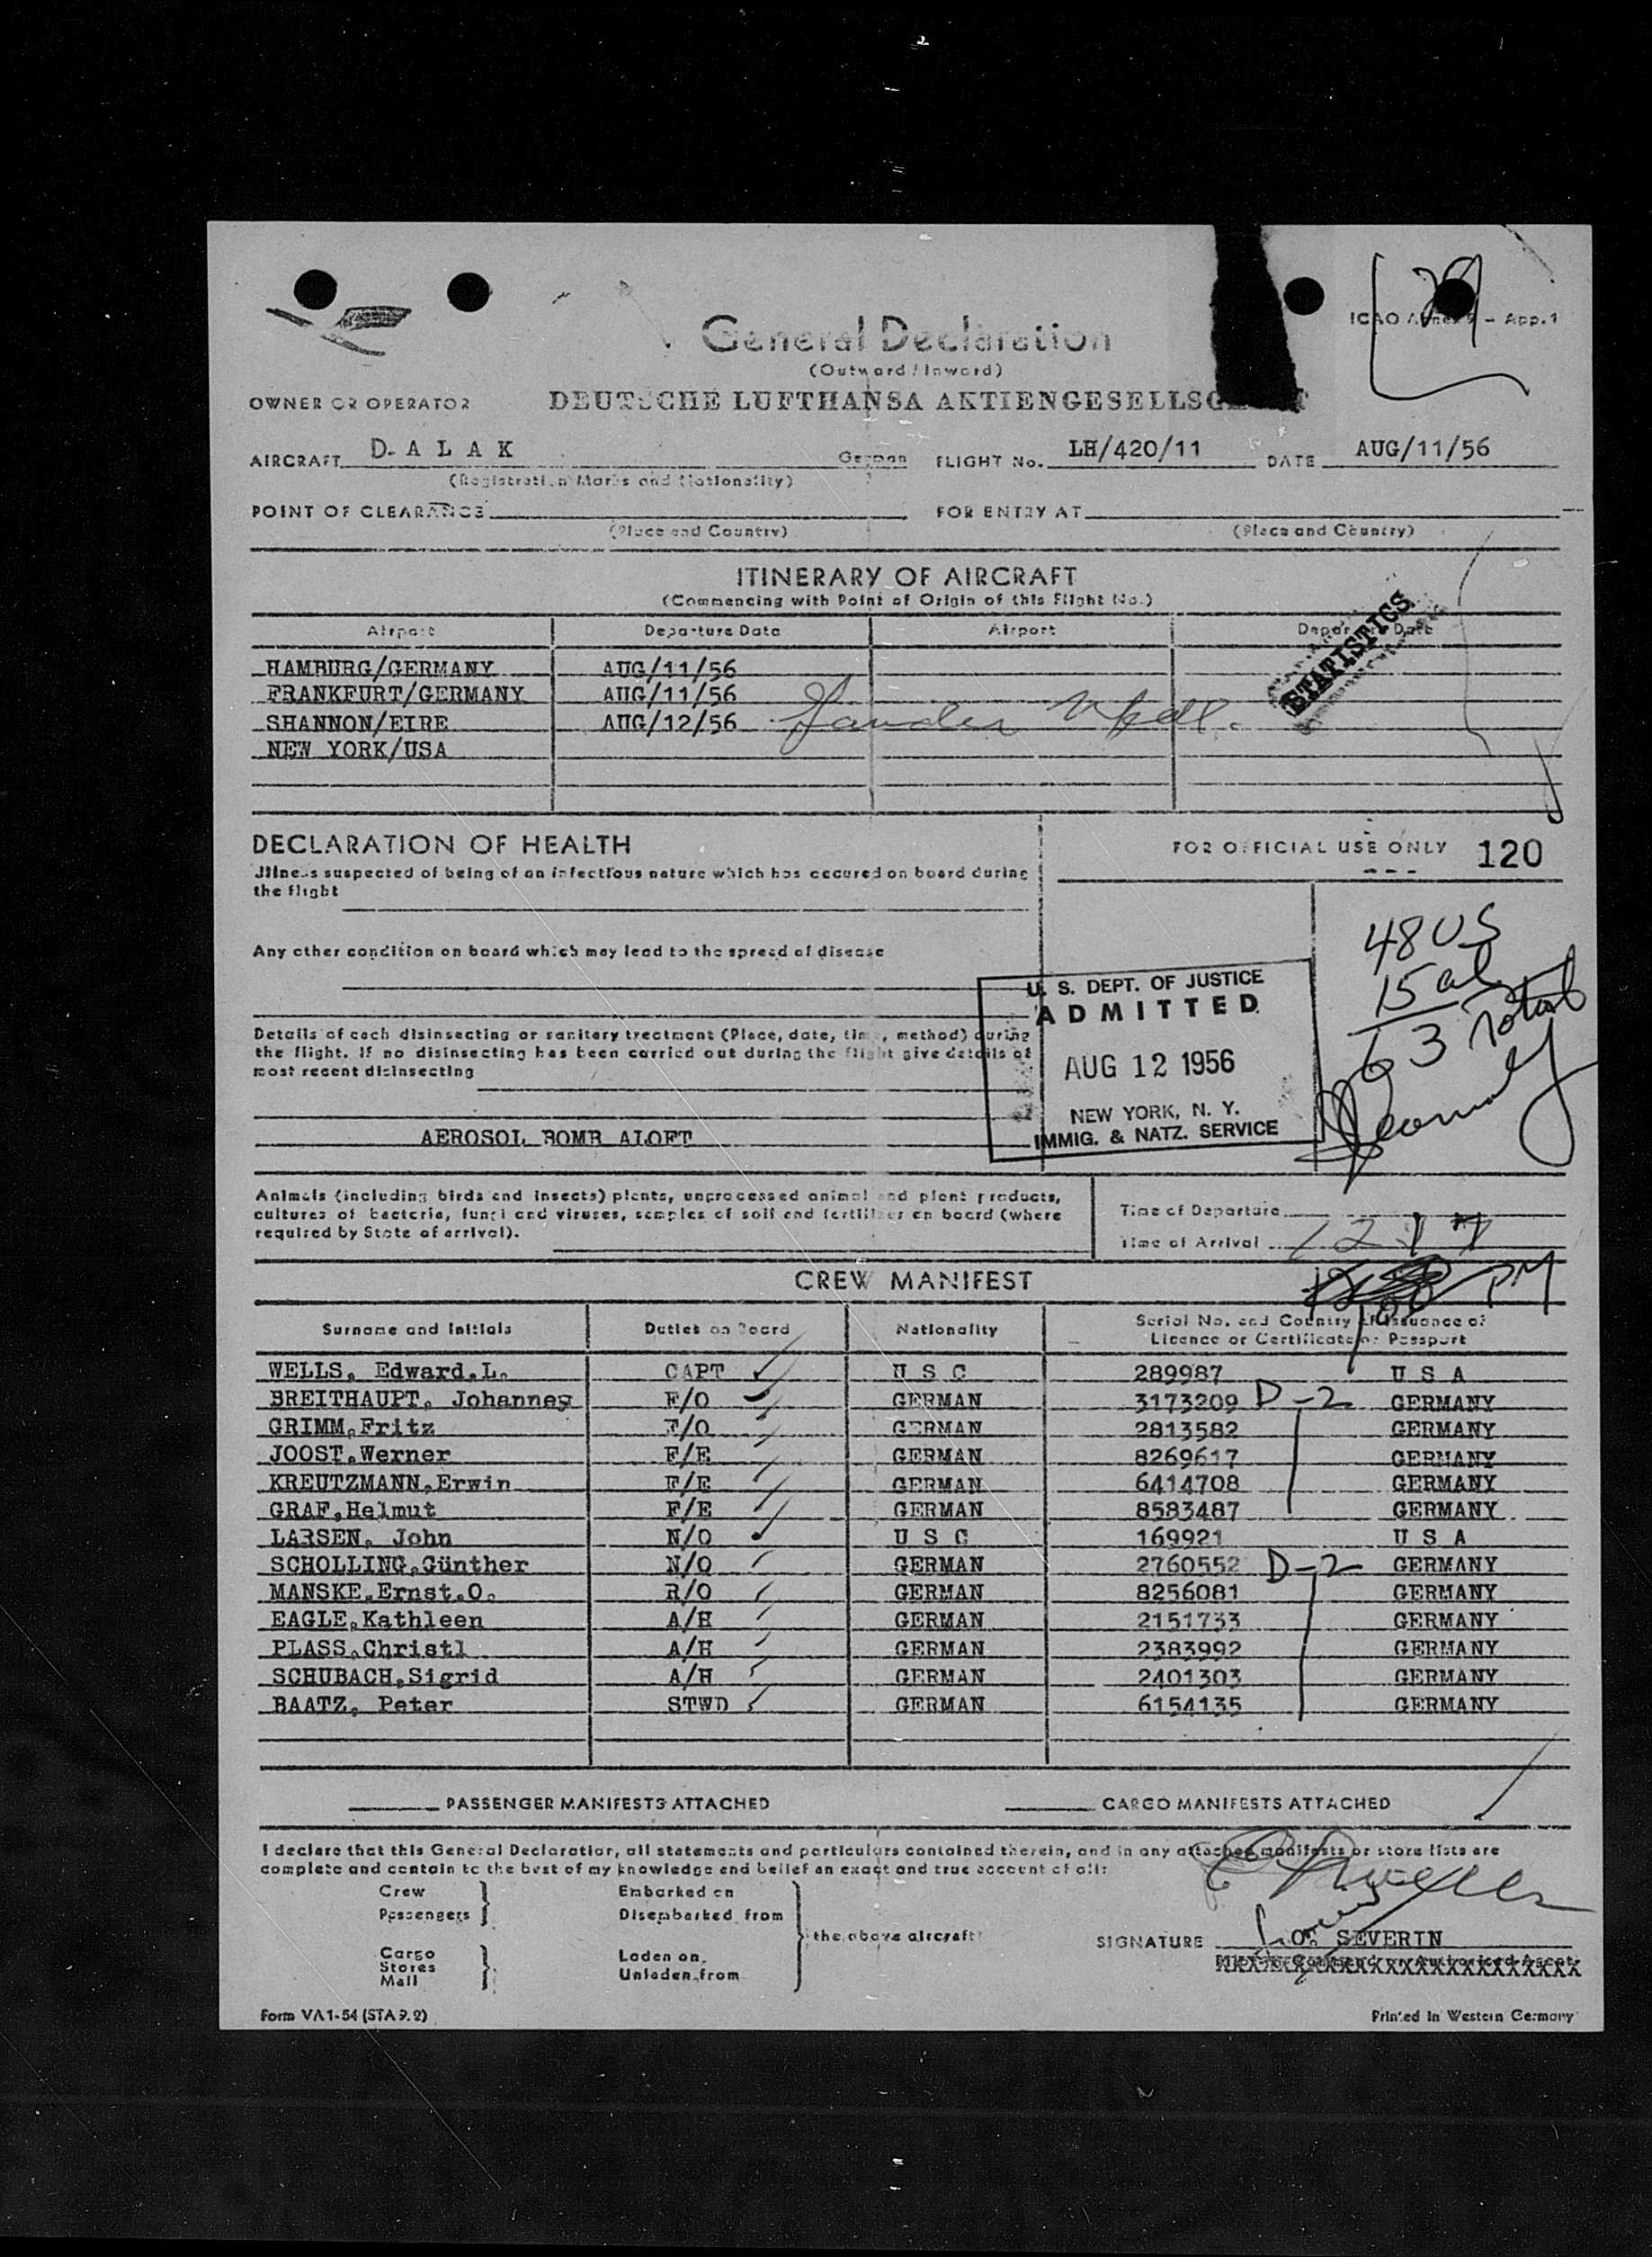 General Declaration
ICAO Annex 9 - App.1
(Outward / Inward)
OWNER OR OPERATOR DEUTSCHE LUFTHANSA AKTIENGESELLSC T
AIRCRAFT D- A L A K German FLIGHT No. LH/420/11 DATE AUG/11/56
(Registration Marks and Nationality)
POINT OF CLEARANCE FOR ENTRY AT
(Place and Country) (Place and Country)
ITINERARY OF AIRCRAFT
(Commencing with Point of Origin of this Flight No.)
Airport Departure Date Airport Departure Date
STATISTICS
HAMBURG/GERMANY AUG/11/56
FRANKFURT/GERMANY AUG/11/56
SHANNON/EIRE AUG/12/56
NEW YORK/USA
DECLARATION OF HEALTH FOR OFFICIAL USE ONLY 120
Illness suspected of being of an infectious nature which has occured on board during
the flight
48 US
Any other condition on board which may lead to the spread of disease
15 al
63 Total
U. S. DEPT. OF JUSTICE
ADMITTED
AUG 12 1956
NEW YORK, N. Y.
IMMIG. & NATZ. SERVICE
Details of each disinsecting or sanitary treatment (Place, date, time, method) during
the flight. If no disinsecting has been carried out during the flight give details of
most recent disinsecting
AEROSOL BOMB ALOFT
Animals (including birds and insects) plants, unprocessed animal and plant products,
cultures of bacteria, fungi and viruses, samples of soil and fertilizer on board (where
required by State of arrival).
Time of Departure
Time of Arrival 12
PM
CREW MANIFEST
Surname and Initials Duties on Board Nationality Serial No. and Country of Issuance of
Licence or Certificate or Passport
WELLS, Edward.L. CAPT U S C 289987 U S A
BREITHAUPT, Johannes F/O GERMAN 3173209 D-2 GERMANY
GRIMM,Fritz F/O GERMAN 2813582 GERMANY
JOOST,Werner F/E GERMAN 8269617 GERMANY
KREUTZMANN,Erwin F/E GERMAN 6414708 GERMANY
GRAF,Helmut F/E GERMAN 8583487 GERMANY
LARSEN, John N/O U S C 169921 U S A
SCHOLLING,Günther N/O GERMAN 2760552 D-2 GERMANY
MANSKE,Ernst.O. R/O GERMAN 8256081 GERMANY
EAGLE,Kathleen A/H GERMAN 2151733 GERMANY
PLASS,Christl A/H GERMAN 2383992 GERMANY
SCHUBACH,Sigrid A/H GERMAN 2401303 GERMANY
BAATZ, Peter STWD GERMAN 6154135 GERMANY
PASSENGER MANIFESTS ATTACHED CARGO MANIFESTS ATTACHED
I declare that this General Declaration, all statements and particulars contained therein, and in any attached manifests or store lists are
complete and contain to the best of my knowledge and belief an exact and true account of all:
Crew Embarked on
Passengers Disembarked from
the above aircraft
Cargo Laden on
Stores
Mail Unladen from
SIGNATURE O. SEVERIN
Form VA 1-54 (STA 9.2) Printed in Western Germany